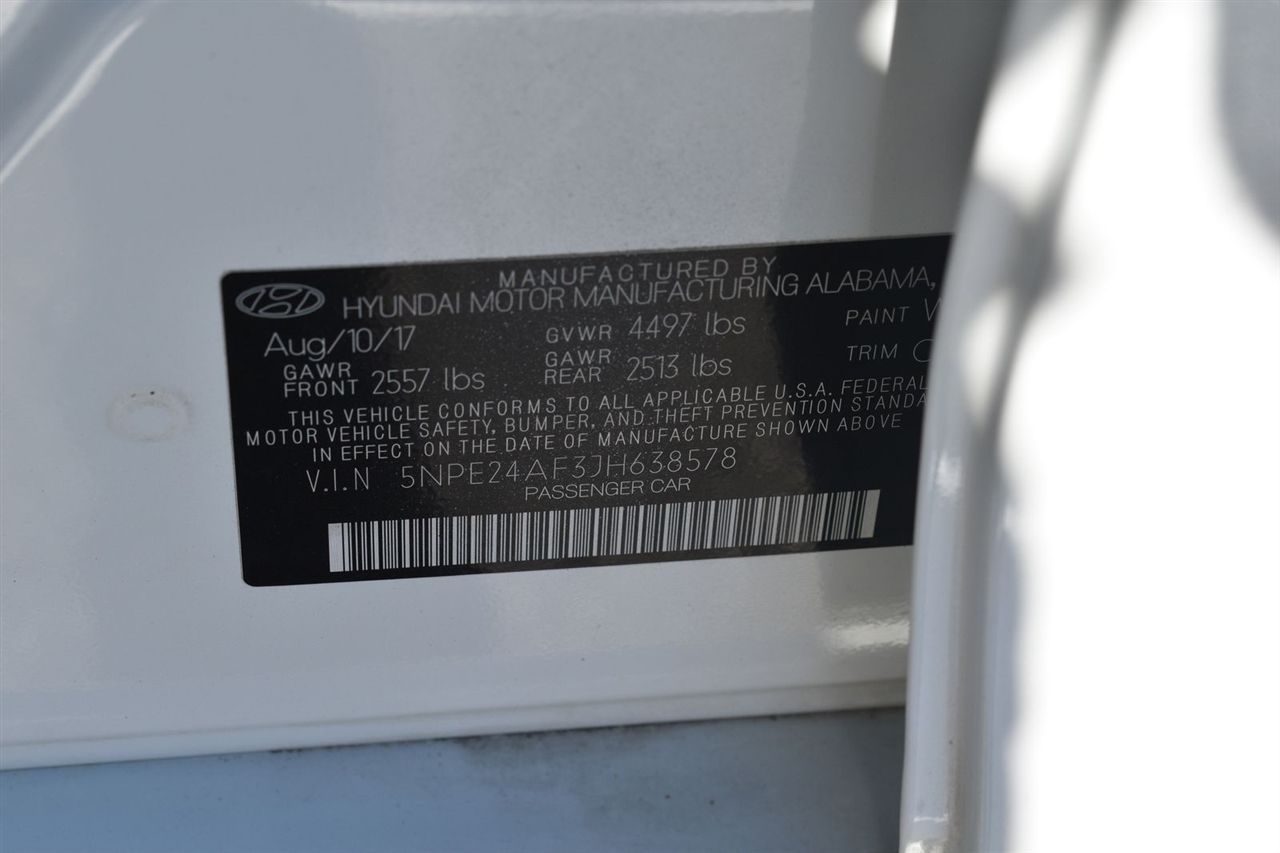 MANUFACTURED BY
HYUNDAI MOTOR MANUFACTURING ALABAMA,
Aug/10/17 GVWR 4497 lbs PAINT
GAWR FRONT 2557 lbs GAWR REAR 2513 lbs TRIM
THIS VEHICLE CONFORMS TO ALL APPLICABLE U.S.A. FEDERAL
MOTOR VEHICLE SAFETY, BUMPER, AND THEFT PREVENTION STANDA
IN EFFECT ON THE DATE OF MANUFACTURE SHOWN ABOVE
V.I.N 5NPE24AF3JH638578
PASSENGER CAR